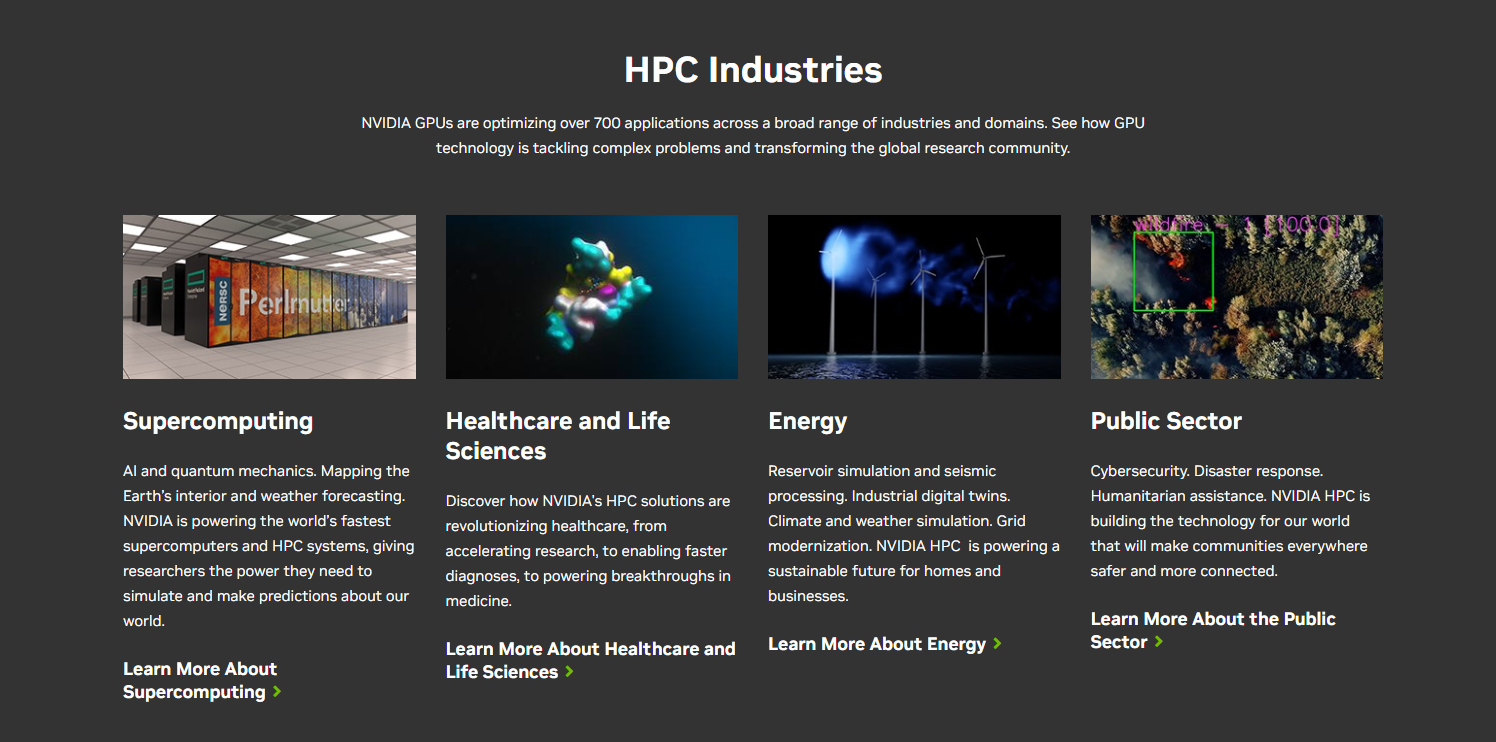 HPC Industries
NVIDIA GPUs are optimizing over 700 applications across a broad range of industries and domains. See how GPU
technology is tackling complex problems and transforming the global research community.
NERSC
Perlmutter
wildfire - 1 [100.0]
Supercomputing
AI and quantum mechanics. Mapping the
Earth's interior and weather forecasting.
NVIDIA is powering the world's fastest
supercomputers and HPC systems, giving
researchers the power they need to
simulate and make predictions about our
world.
Learn More About
Supercomputing
Healthcare and Life
Sciences
Discover how NVIDIA's HPC solutions are
revolutionizing healthcare, from
accelerating research, to enabling faster
diagnoses, to powering breakthroughs in
medicine.
Learn More About Healthcare and
Life Sciences
Energy
Reservoir simulation and seismic
processing. Industrial digital twins.
Climate and weather simulation. Grid
modernization. NVIDIA HPC  is powering a
sustainable future for homes and
businesses.
Learn More About Energy
Public Sector
Cybersecurity. Disaster response.
Humanitarian assistance. NVIDIA HPC is
building the technology for our world
that will make communities everywhere
safer and more connected.
Learn More About the Public
Sector